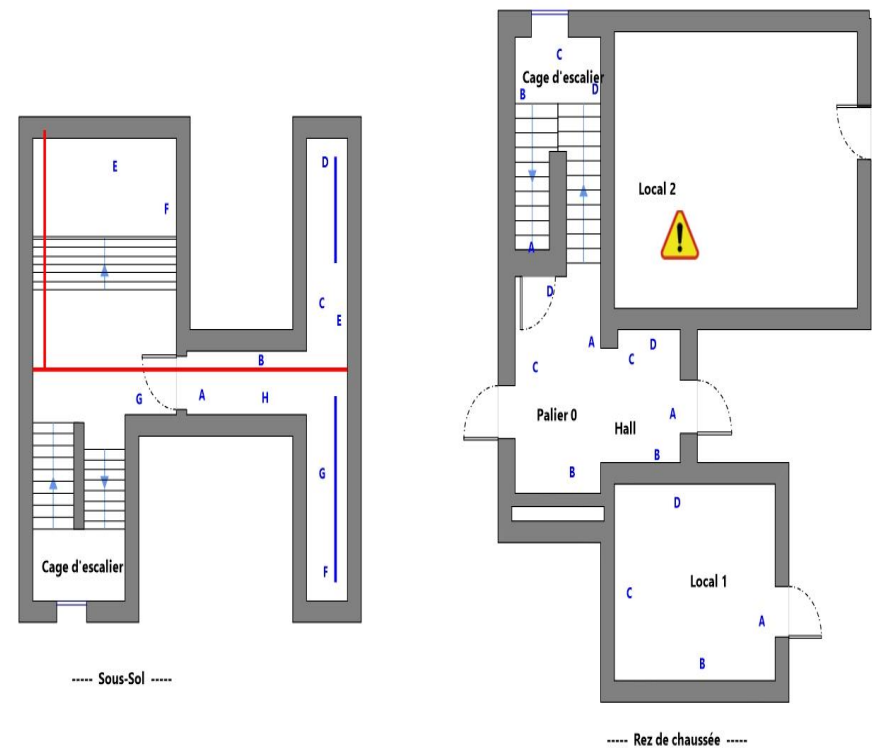 D
E
F
C
E
B
G
A
H
G
Cage d'escalier
F
----- Sous-Sol -----
C
Cage d'escalier
B
D
Local 2
!
A
D
A
D
C
C
Palier 0
Hall
A
B
B
D
Local 1
C
A
B
----- Rez de chaussée -----